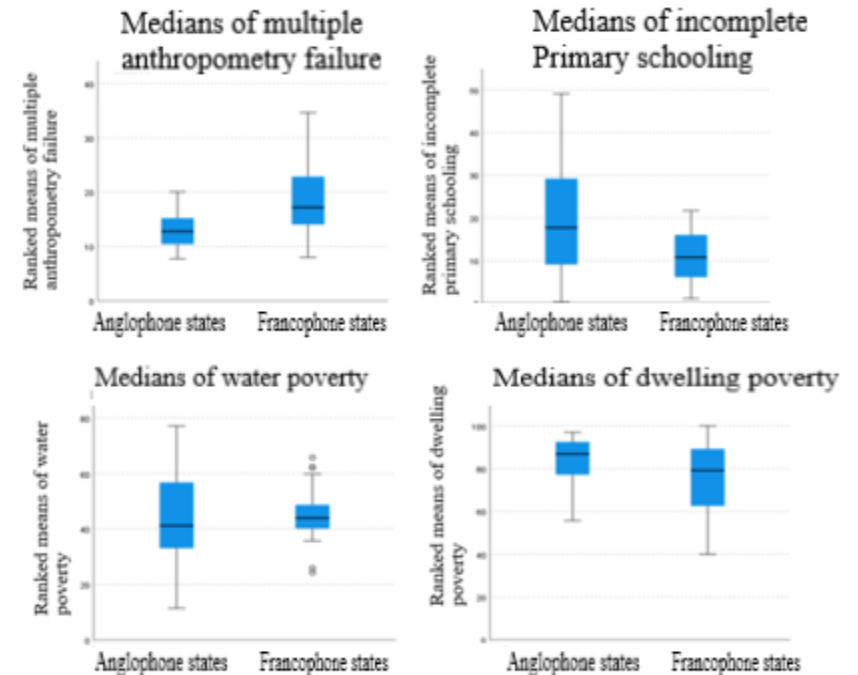 Medians of multiple
anthropometry failure
Ranked means of multiple
anthropometry failure
40
30
20
10
0
Anglophone states
Francophone states
Medians of incomplete
Primary schooling
Ranked means of incomplete
primary schooling
50
40
30
20
10
Anglophone states
Francophone states
Medians of water poverty
Ranked means of water
poverty
80
60
40
20
0
Anglophone states
Francophone states
Medians of dwelling poverty
Ranked means of dwelling
poverty
100
80
60
40
20
0
Anglophone states
Francophone states